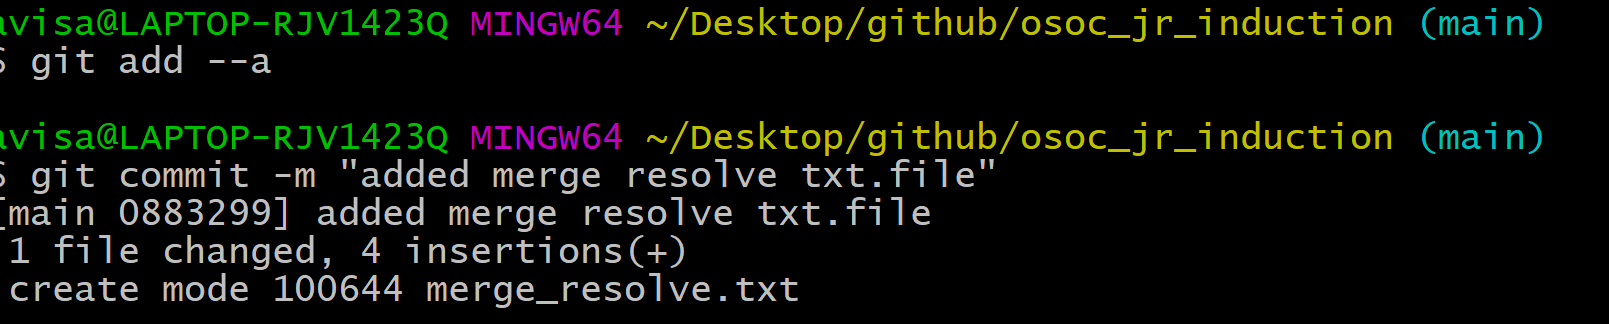 avisa@LAPTOP-RJV1423Q MINGW64 ~/Desktop/github/osoc_jr_induction (main)
$ git add --a
avisa@LAPTOP-RJV1423Q MINGW64 ~/Desktop/github/osoc_jr_induction (main)
$ git commit -m "added merge resolve txt.file"
[main 0883299] added merge resolve txt.file
1 file changed, 4 insertions(+)
create mode 100644 merge_resolve.txt